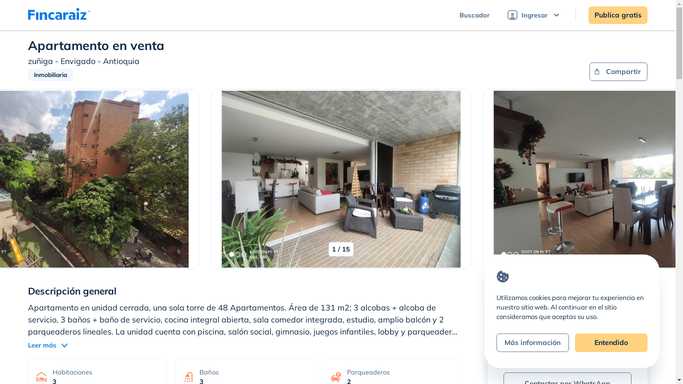 Fincaraiz
Buscador
Ingresar
Publica gratis
Apartamento en venta
zuñiga - Envigado - Antioquia
Inmobiliaria
Compartir
1 / 15
Descripción general
Apartamento en unidad cerrada, una sola torre de 48 Apartamentos. Área de 131 m2; 3 alcobas + alcoba de
servicio, 3 baños + baño de servicio, cocina integral abierta, sala comedor integrada, estudio, amplio balcón y 2
parqueaderos lineales. La unidad cuenta con piscina, salón social, gimnasio, juegos infantiles, lobby y parqueader...
Leer más
Habitaciones
3
Baños
3
Parqueaderos
2
Utilizamos cookies para mejorar tu experiencia en
nuestro sitio web. Al continuar en el sitio
consideramos que aceptas su uso.
Más información
Entendido
Contactar por WhatsApp